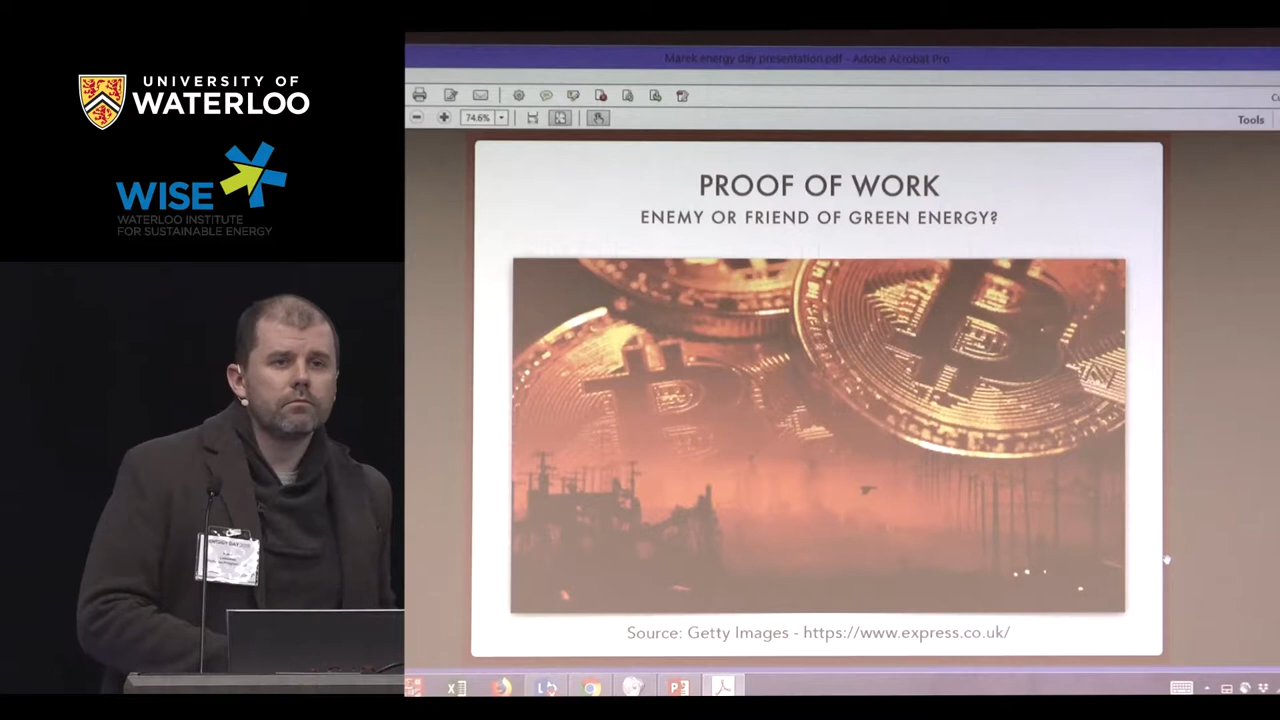 UNIVERSITY OF
WATERLOO
WISE
WATERLOO INSTITUTE
FOR SUSTAINABLE ENERGY
Marek energy day presentation.pdf - Adobe Acrobat Pro
74.6%
Tools
PROOF OF WORK
ENEMY OR FRIEND OF GREEN ENERGY?
Source: Getty Images - https://www.express.co.uk/